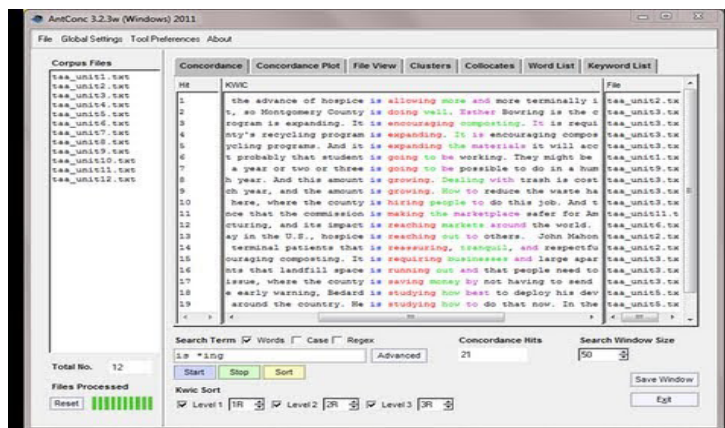 AntConc 3.2.3w (Windows) 2011
File Global Settings Tool Preferences About
Corpus Files
taa_unit1.txt
taa_unit2.txt
taa_unit3.txt
taa_unit4.txt
taa_unit5.txt
taa_unit6.txt
taa_unit7.txt
taa_unit8.txt
taa_unit9.txt
taa_unit10.txt
taa_unit11.txt
taa_unit12.txt
Total No. 12
Files Processed
Reset
Concordance Concordance Plot File View Clusters Collocates Word List Keyword List
Hit KWIC File
1 the advance of hospice is allowing more and more terminally i taa_unit2.tx
2 t, so Montgomery County is doing well. Esther Bowring is the c taa_unit3.tx
3 rogram is expanding. It is encouraging composting. It is requi taa_unit3.tx
4 nty's recycling program is expanding. It is encouraging compos taa_unit3.tx
5 ycling programs. And it is expanding the materials it will acc taa_unit3.tx
6 t probably that student is going to be working. They might be taa_unit1.tx
7 a year or two or three is going to be possible to do in a hum taa_unit9.tx
8 h year. And this amount is growing. Dealing with trash is cost taa_unit3.tx
9 ch year, and the amount is growing. How to reduce the waste ha taa_unit3.tx
10 here, where the county is hiring people to do this job. And t taa_unit3.tx
11 nce that the commission is making the marketplace safer for Am taa_unit11.t
12 cturing, and its impact is reaching markets around the world. taa_unit6.tx
13 ay in the U.S., hospice is reaching out to others. John Mahon taa_unit2.tx
14 terminal patients that is reassuring, tranquil, and respectfu taa_unit2.tx
15 ouraging composting. It is requiring businesses and large apar taa_unit3.tx
16 nts that landfill space is running out and that people need to taa_unit3.tx
17 issue, where the county is saving money by not having to send taa_unit3.tx
18 e early warning, Bedard is studying how best to deploy his dev taa_unit5.tx
19 around the country. He is studying how to do that now. In the taa_unit5.tx
Search Term Words Case Regex Concordance Hits Search Window Size
is *ing Advanced 21 50
Start Stop Sort
Save Window
Kwic Sort
Exit
Level 1 1R Level 2 2R Level 3 3R